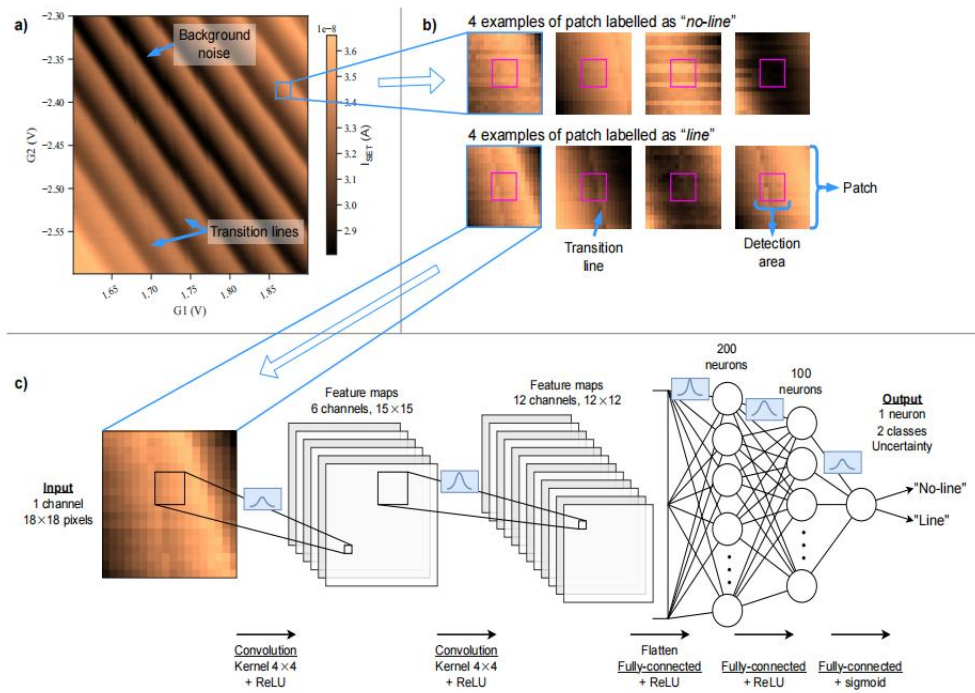 a)
1e−8
−2.30
−2.35
−2.40
−2.45
−2.50
−2.55
G2 (V)
1.65
1.70
1.75
1.80
1.85
G1 (V)
Background
noise
Transition lines
3.6
3.5
3.4
3.3
3.2
3.1
3.0
2.9
I_SET (A)
b)
4 examples of patch labelled as "no-line"
4 examples of patch labelled as "line"
Patch
Transition
line
Detection
area
c)
Input
1 channel
18×18 pixels
Feature maps
6 channels, 15×15
Feature maps
12 channels, 12×12
200
neurons
100
neurons
Output
1 neuron
2 classes
Uncertainty
"No-line"
"Line"
Convolution
Kernel 4×4
+ ReLU
Convolution
Kernel 4×4
+ ReLU
Flatten
Fully-connected
+ ReLU
Fully-connected
+ ReLU
Fully-connected
+ sigmoid